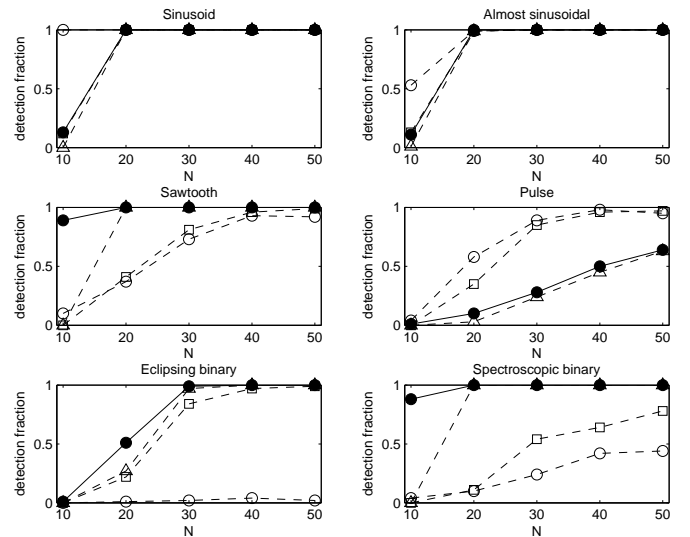 Sinusoid
1
0.5
0
detection fraction
10 20 30 40 50
N
Almost sinusoidal
1
0.5
0
detection fraction
10 20 30 40 50
N
Sawtooth
1
0.5
0
detection fraction
10 20 30 40 50
N
Pulse
1
0.5
0
detection fraction
10 20 30 40 50
N
Eclipsing binary
1
0.5
0
detection fraction
10 20 30 40 50
N
Spectroscopic binary
1
0.5
0
detection fraction
10 20 30 40 50
N